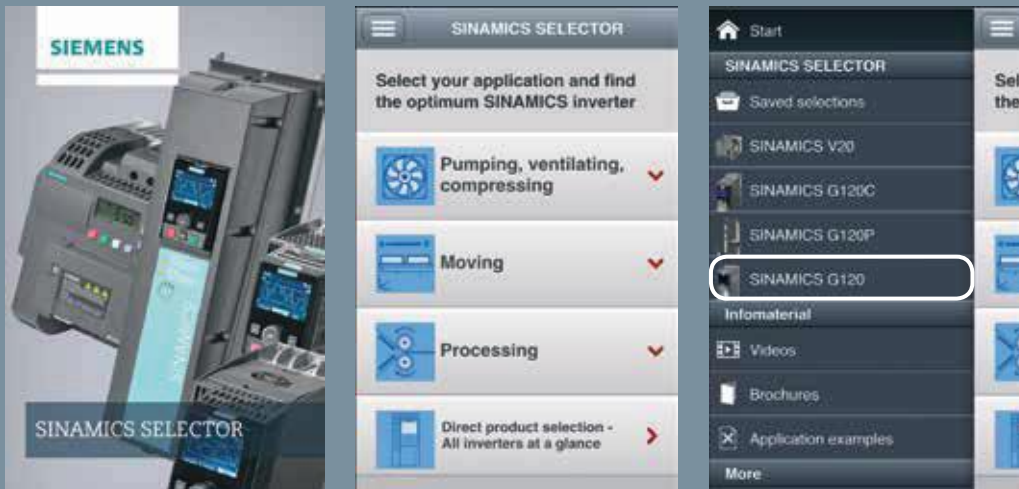 SIEMENS
SINAMICS
SINAMICS SELECTOR
SINAMICS SELECTOR
Select your application and find
the optimum SINAMICS inverter
Pumping, ventilating,
compressing
Moving
Processing
Direct product selection -
All inverters at a glance
Start
SINAMICS SELECTOR
Saved selections
SINAMICS V20
SINAMICS G120C
SINAMICS G120P
SINAMICS G120
Infomaterial
Videos
Brochures
Application examples
More
Sel
the